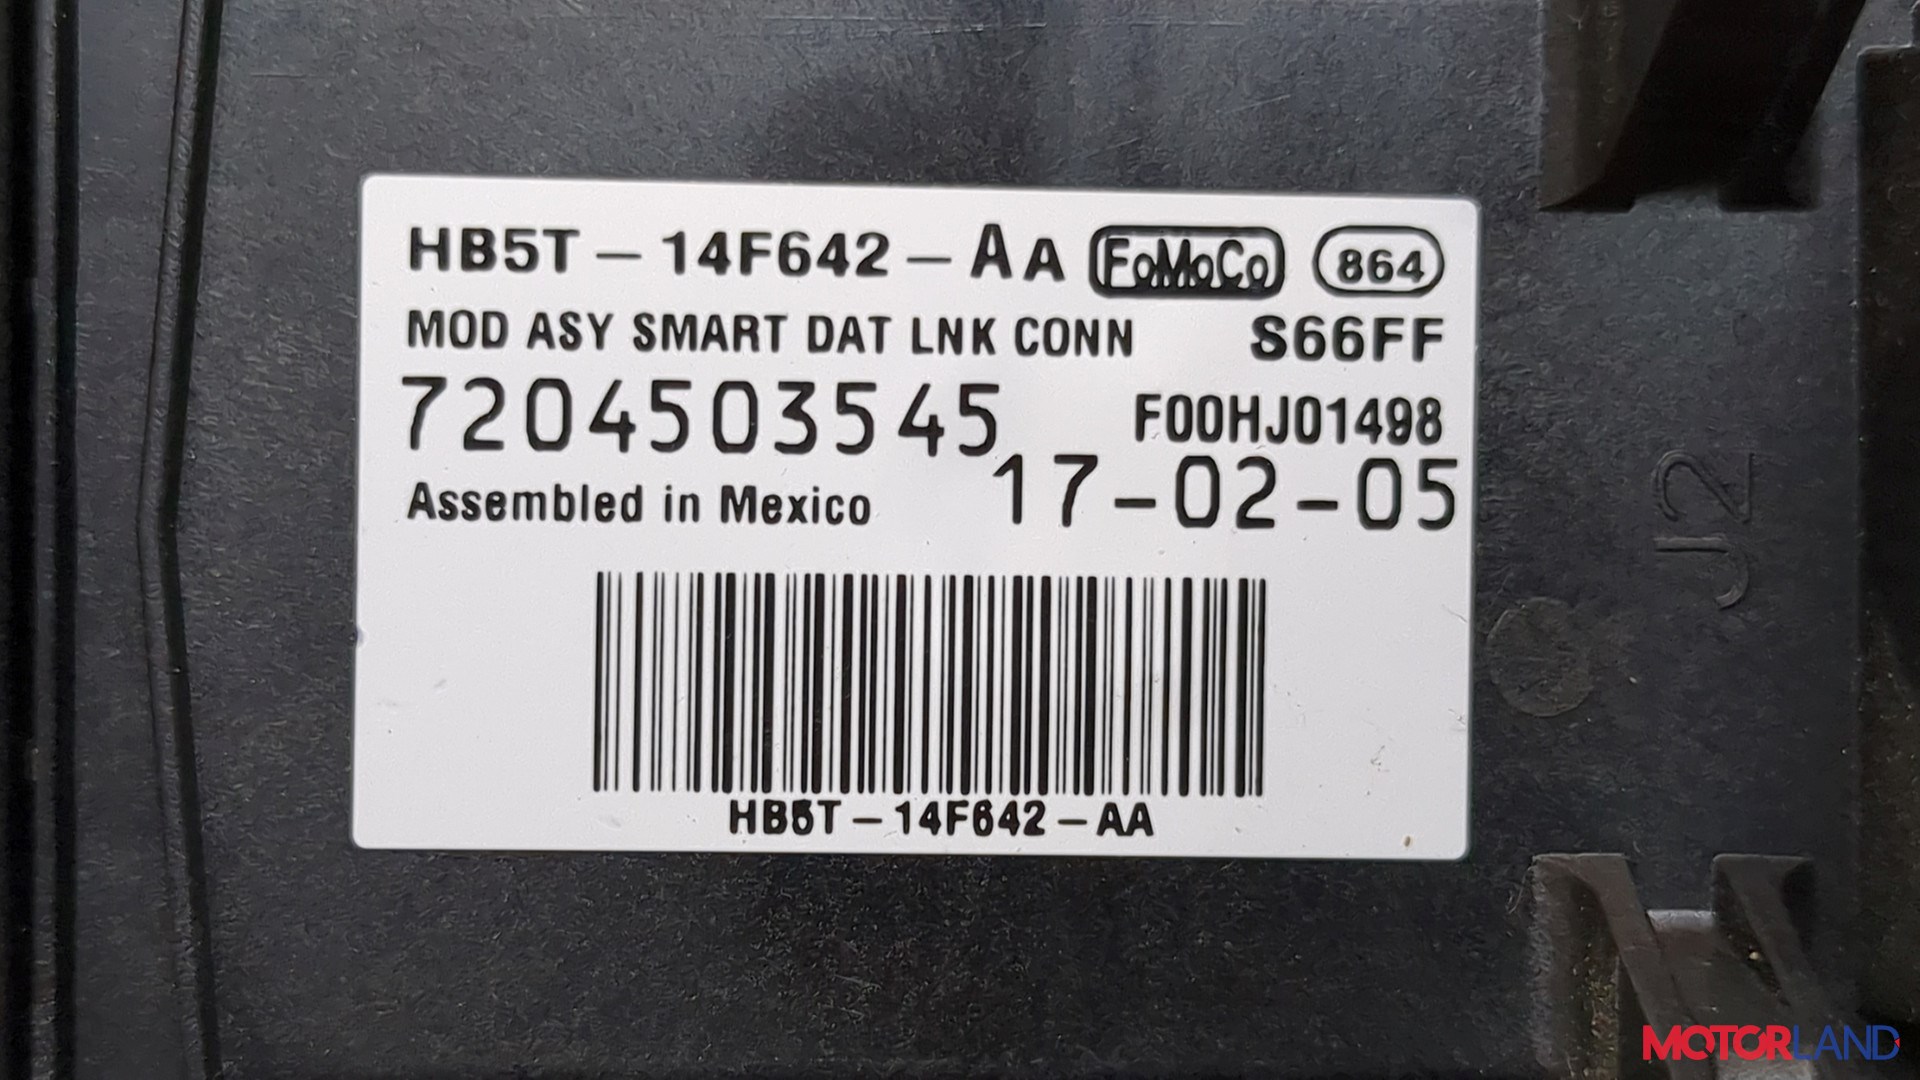 HB5T – 14F642 – AA FoMoCo 864
MOD ASY SMART DAT LNK CONN S66FF
7204503545 F00HJ01498
Assembled in Mexico 17-02-05
HB5T – 14F642 – AA
J2
MOTORLAND